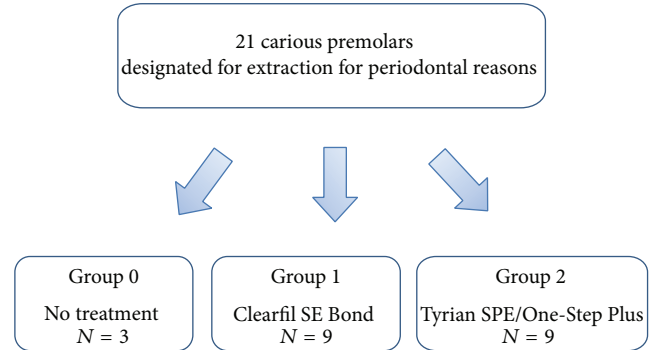 21 carious premolars
designated for extraction for periodontal reasons
Group 0
No treatment
N = 3
Group 1
Clearfil SE Bond
N = 9
Group 2
Tyrian SPE/One-Step Plus
N = 9